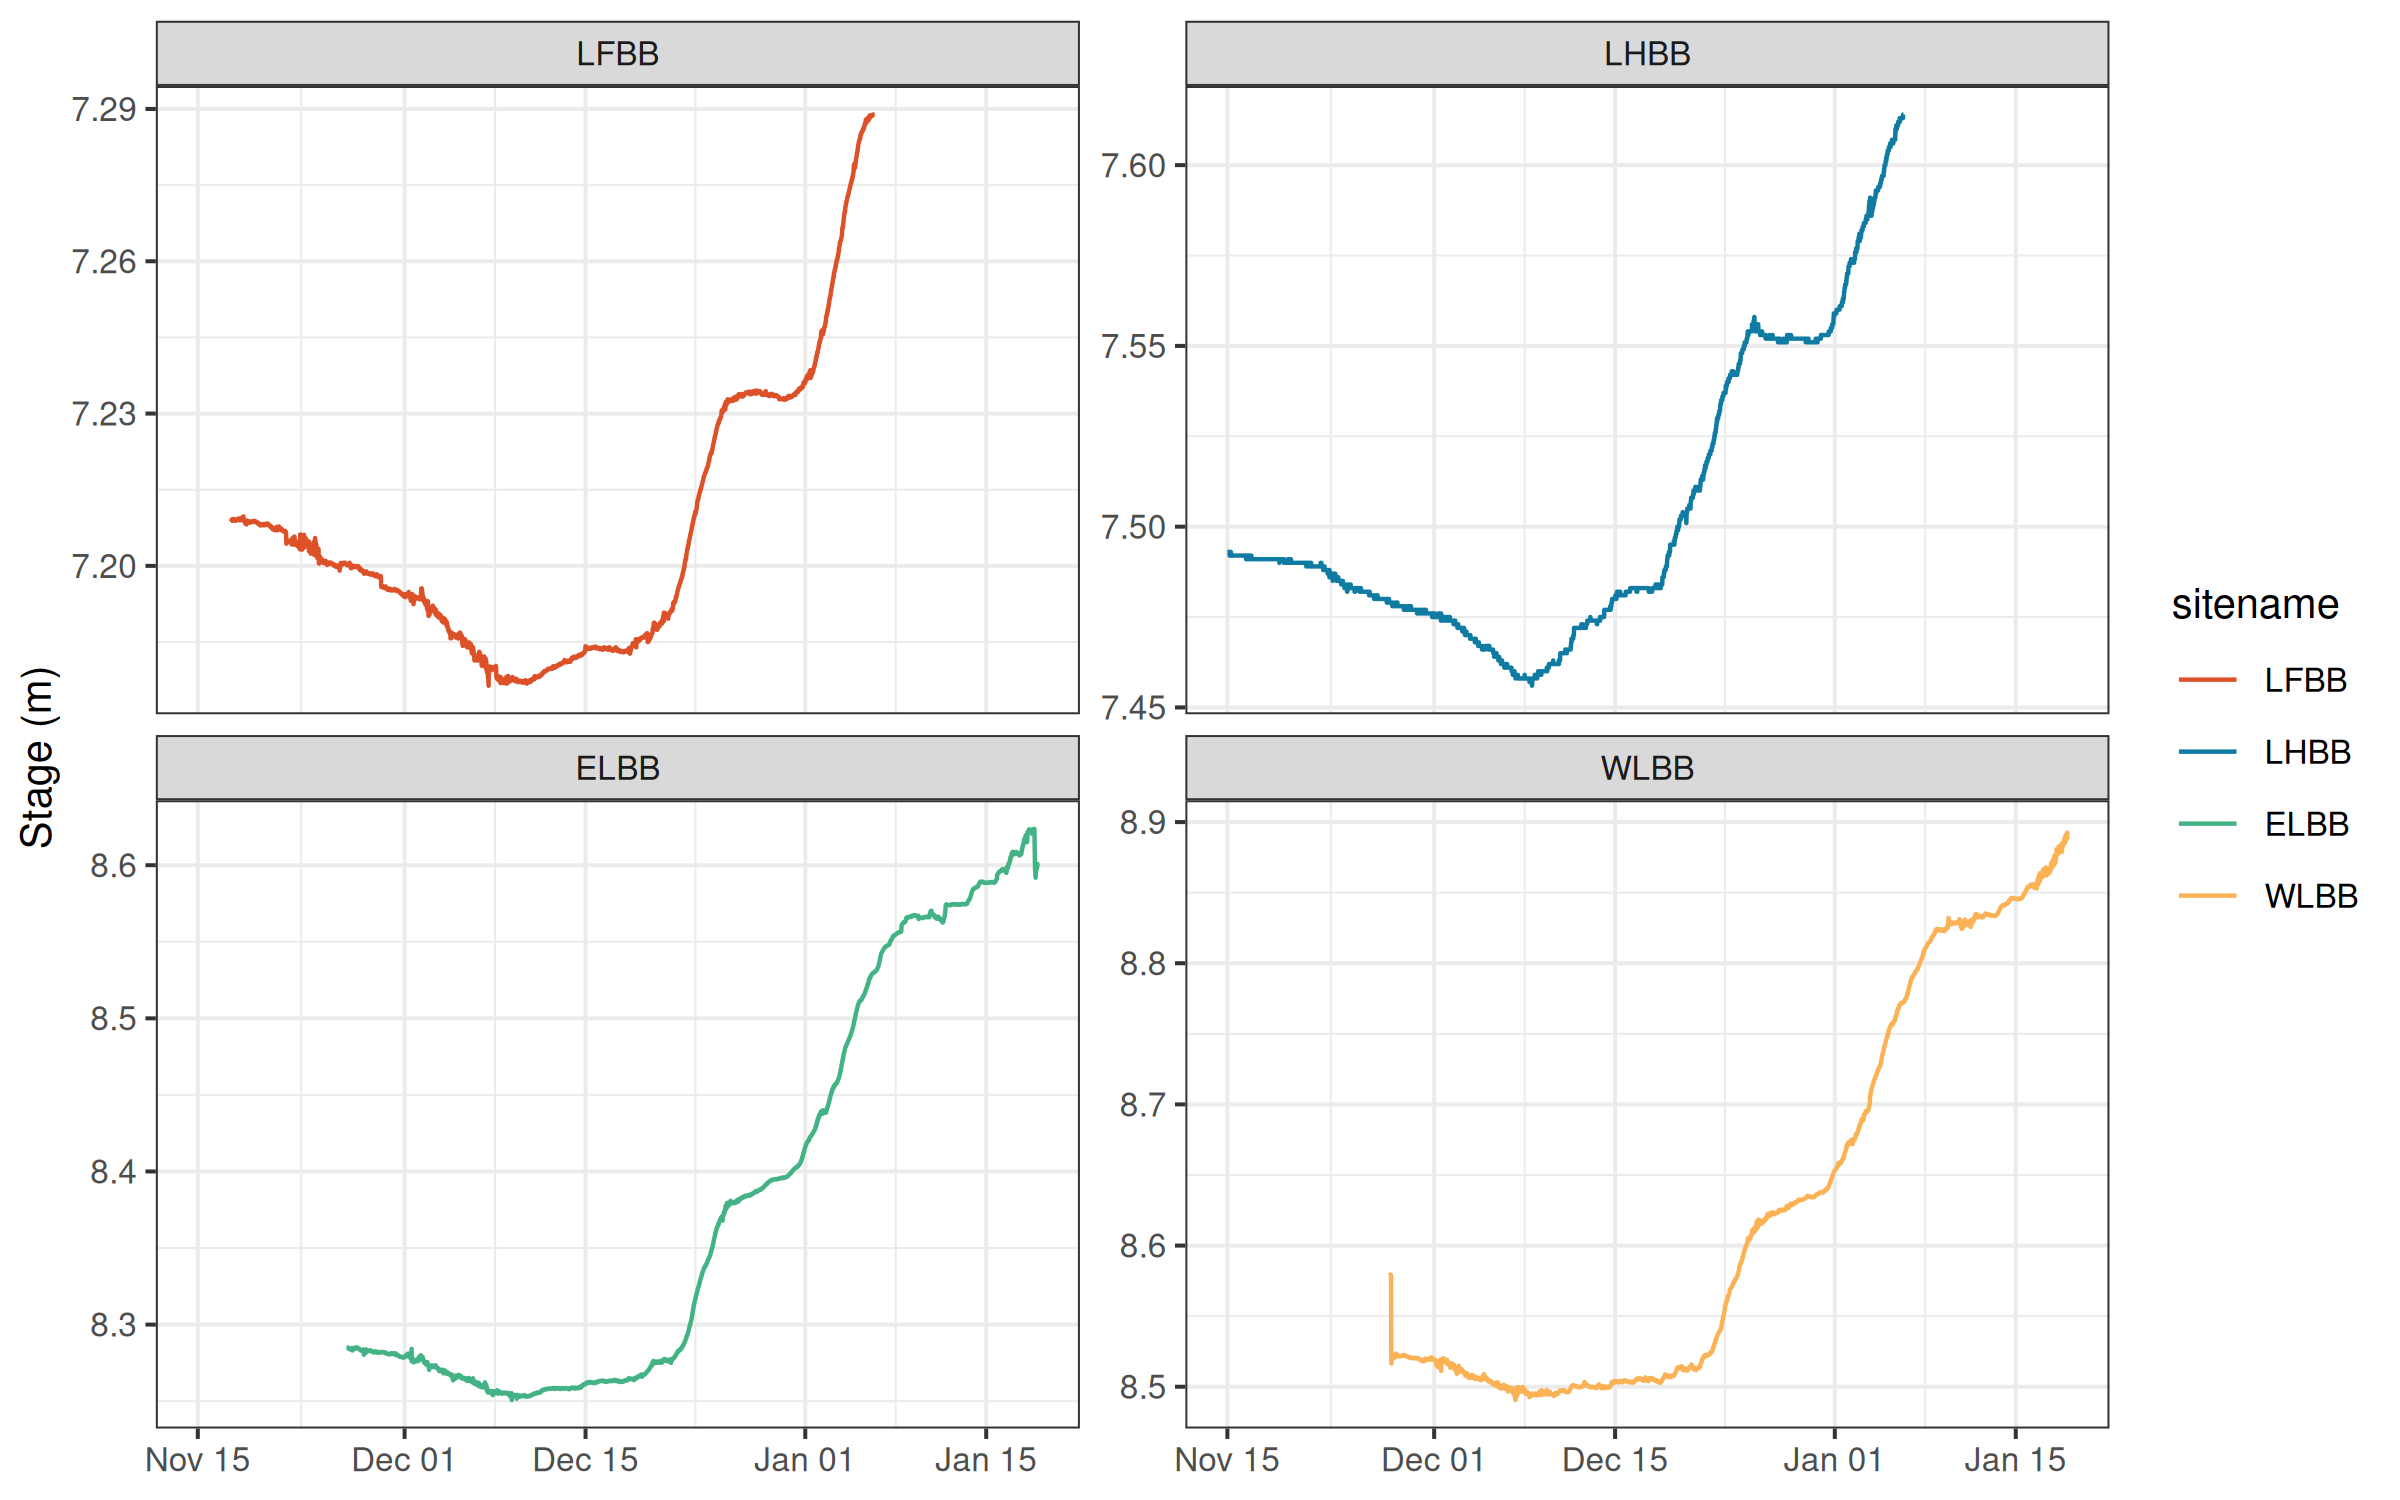 LFBB
LHBB
7.29
7.26
7.23
7.20
7.60
7.55
7.50
7.45
Stage (m)
ELBB
WLBB
8.6
8.5
8.4
8.3
8.9
8.8
8.7
8.6
8.5
Nov 15 Dec 01 Dec 15 Jan 01 Jan 15
Nov 15 Dec 01 Dec 15 Jan 01 Jan 15
sitename
LFBB
LHBB
ELBB
WLBB